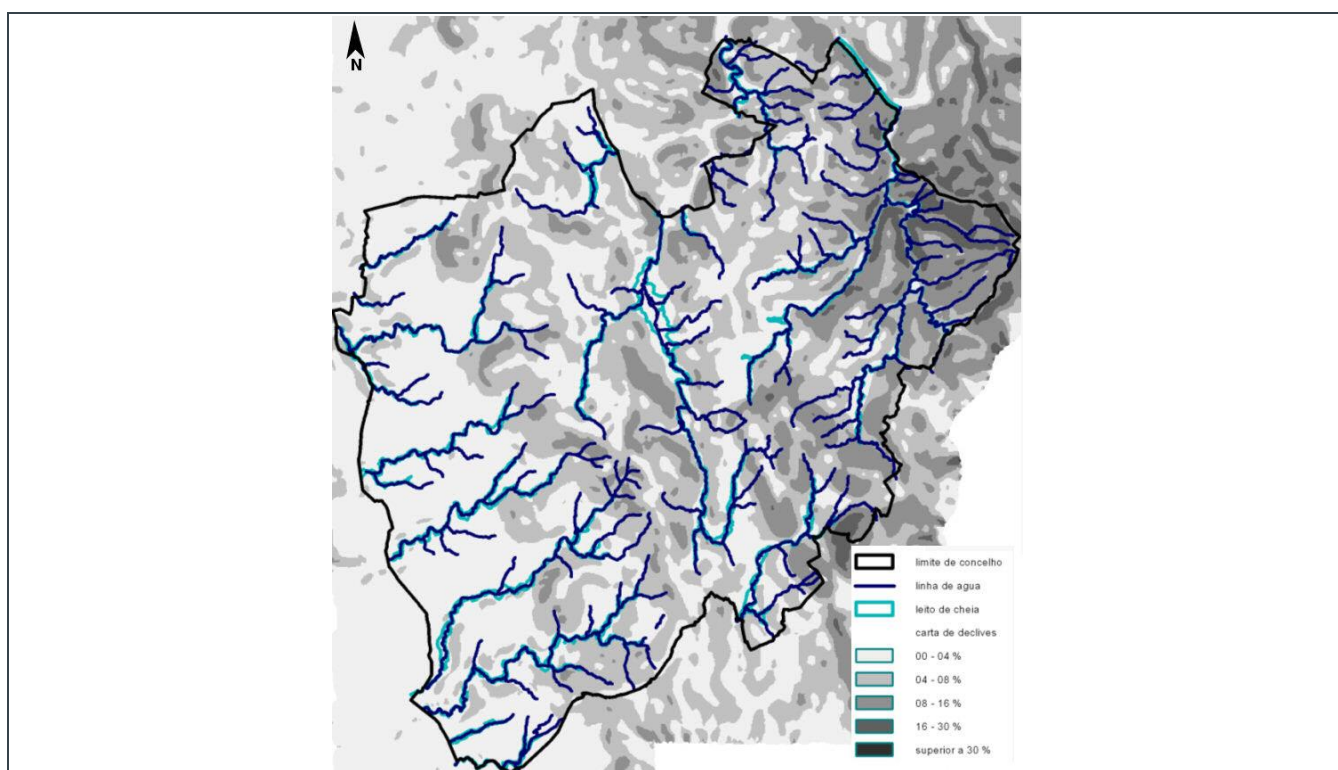 N
limite de concelho
linha de agua
leito de cheia
carta de declives
00 - 04 %
04 - 08 %
08 - 16 %
16 - 30 %
superior a 30 %